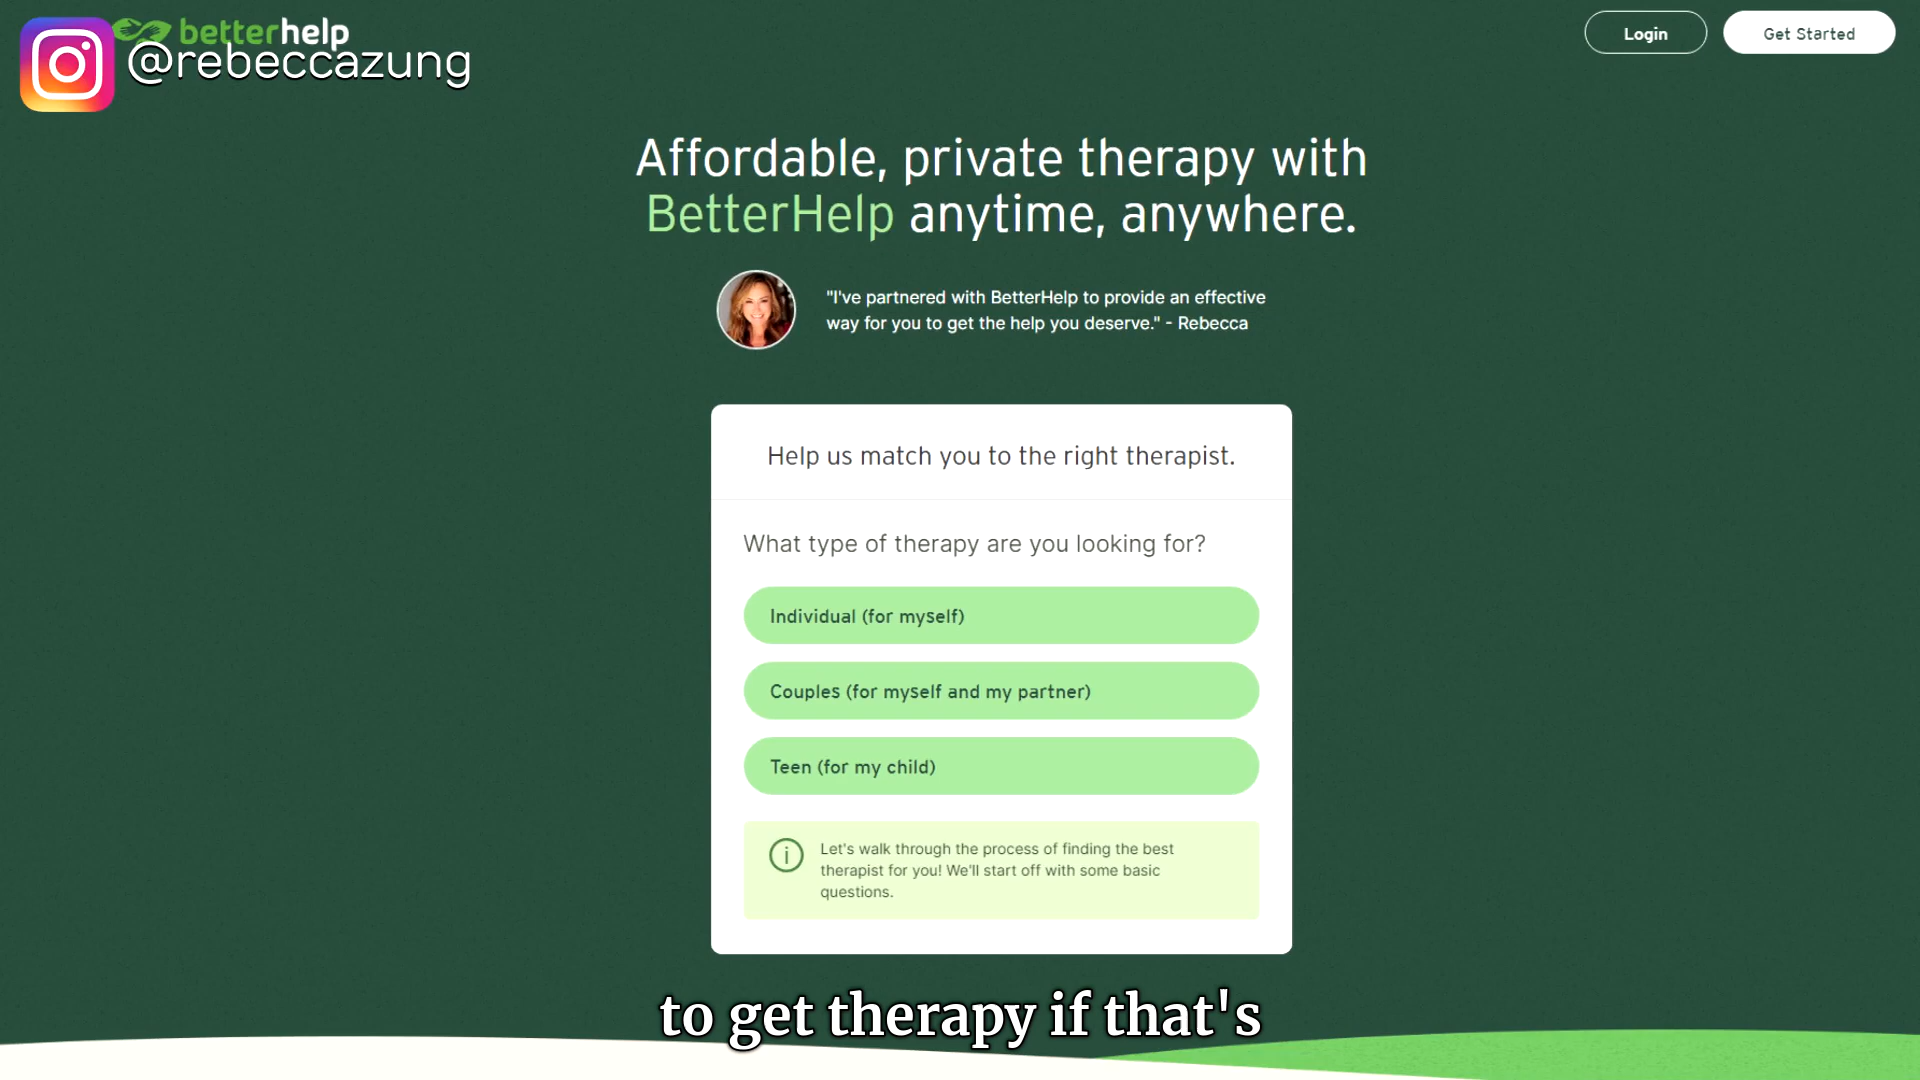 betterhelp
@rebeccazung
Login
Get Started
Affordable, private therapy with
BetterHelp anytime, anywhere.
"I've partnered with BetterHelp to provide an effective
way for you to get the help you deserve." - Rebecca
Help us match you to the right therapist.
What type of therapy are you looking for?
Individual (for myself)
Couples (for myself and my partner)
Teen (for my child)
Let's walk through the process of finding the best
therapist for you! We'll start off with some basic
questions.
to get therapy if that's